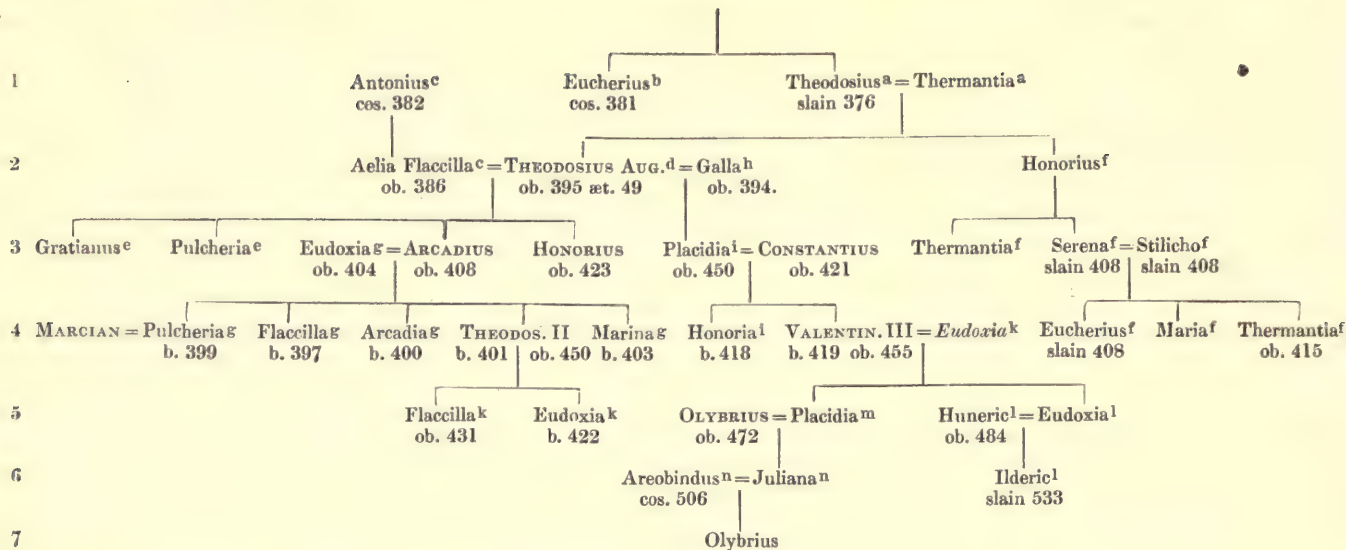 1 Antonius c Eucherius b Theodosius a = Thermantia a
cos. 382 cos. 381 slain 376
2 Aelia Flaccilla c = THEODOSIUS AUG. d = Galla h Honorius f
ob. 386 ob. 395 æt. 49 ob. 394.
3 Gratianus e Pulcheria e Eudoxia g = ARCADIUS HONORIUS Placidia i = CONSTANTIUS Thermantia f Serena f = Stilicho f
ob. 404 ob. 408 ob. 423 ob. 450 ob. 421 slain 408 slain 408
4 MARCIAN = Pulcheria g Flaccilla g Arcadia g THEODOS. II Marina g Honoria i VALENTIN. III = Eudoxia k Eucherius f Maria f Thermantia f
b. 399 b. 397 b. 400 b. 401 ob. 450 b. 403 b. 418 b. 419 ob. 455 slain 408 ob. 415
5 Flaccilla k Eudoxia k OLYBRIUS = Placidia m Huneric l = Eudoxia l
ob. 431 b. 422 ob. 472 ob. 484
6 Areobindus n = Juliana n Ilderic l
cos. 506 slain 533
7 Olybrius